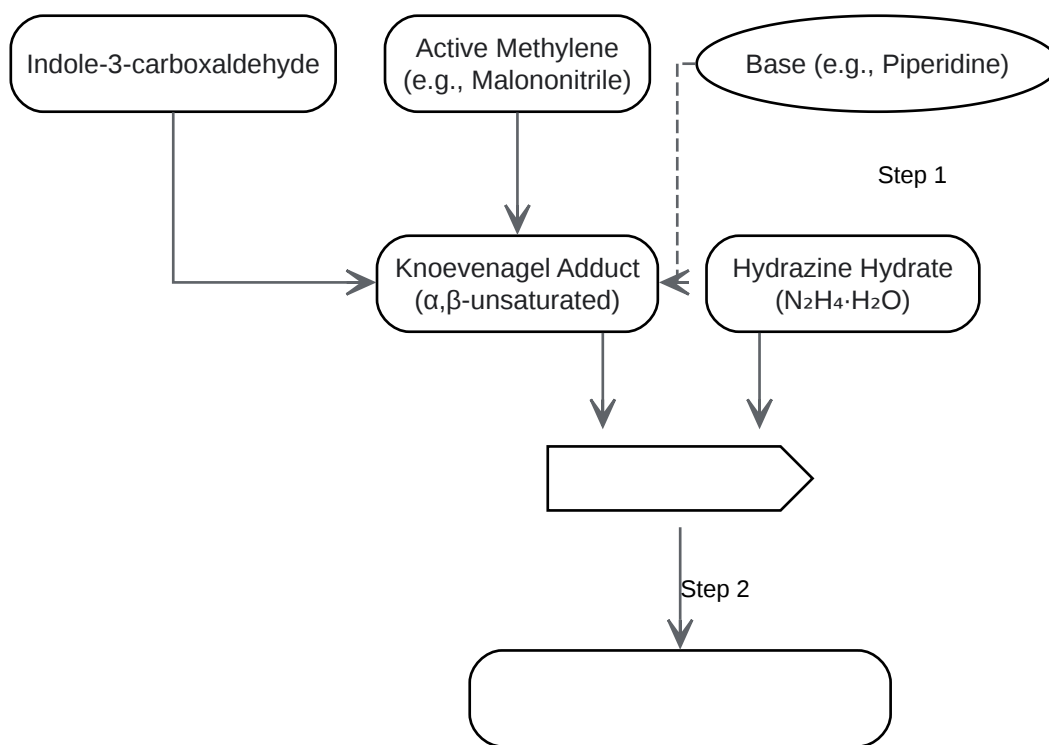 Indole-3-carboxaldehyde
Active Methylene
(e.g., Malononitrile)
Base (e.g., Piperidine)
Step 1
Knoevenagel Adduct
(α,β-unsaturated)
Hydrazine Hydrate
(N₂H₄·H₂O)
Step 2